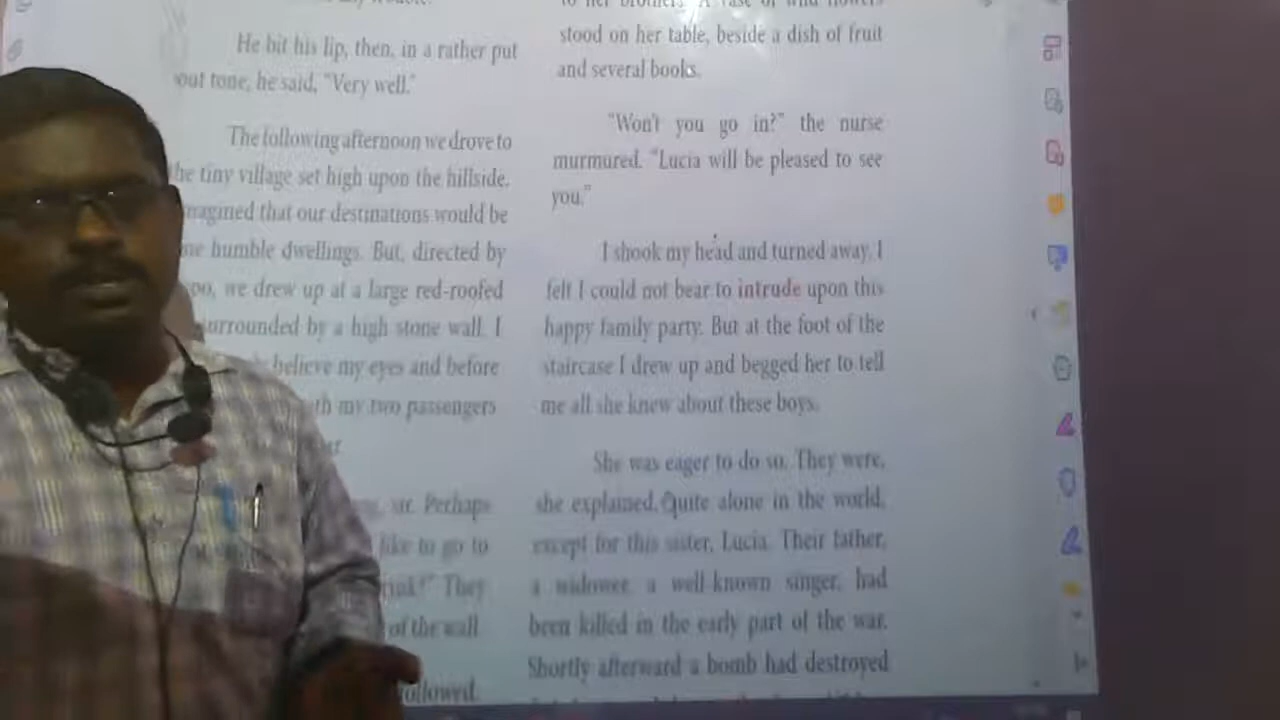 He bit his lip, then, in a rather put
out tone, he said, "Very well."
The following afternoon we drove to
the tiny village set high upon the hillside.
imagined that our destinations would be
humble dwellings. But, directed by
we drew up at a large red-roofed
surrounded by a high stone wall. I
believe my eyes and before
my two passengers
sir. Perhaps
like to go to
They
of the wall.
followed.
stood on her table, beside a dish of fruit
and several books.
"Won't you go in?" the nurse
murmured. "Lucia will be pleased to see
you."
I shook my head and turned away. I
felt I could not bear to intrude upon this
happy family party. But at the foot of the
staircase I drew up and begged her to tell
me all she knew about these boys.
She was eager to do so. They were,
she explained, Quite alone in the world,
except for this sister, Lucia. Their father,
a widower, a well-known singer, had
been killed in the early part of the war.
Shortly afterward a bomb had destroyed